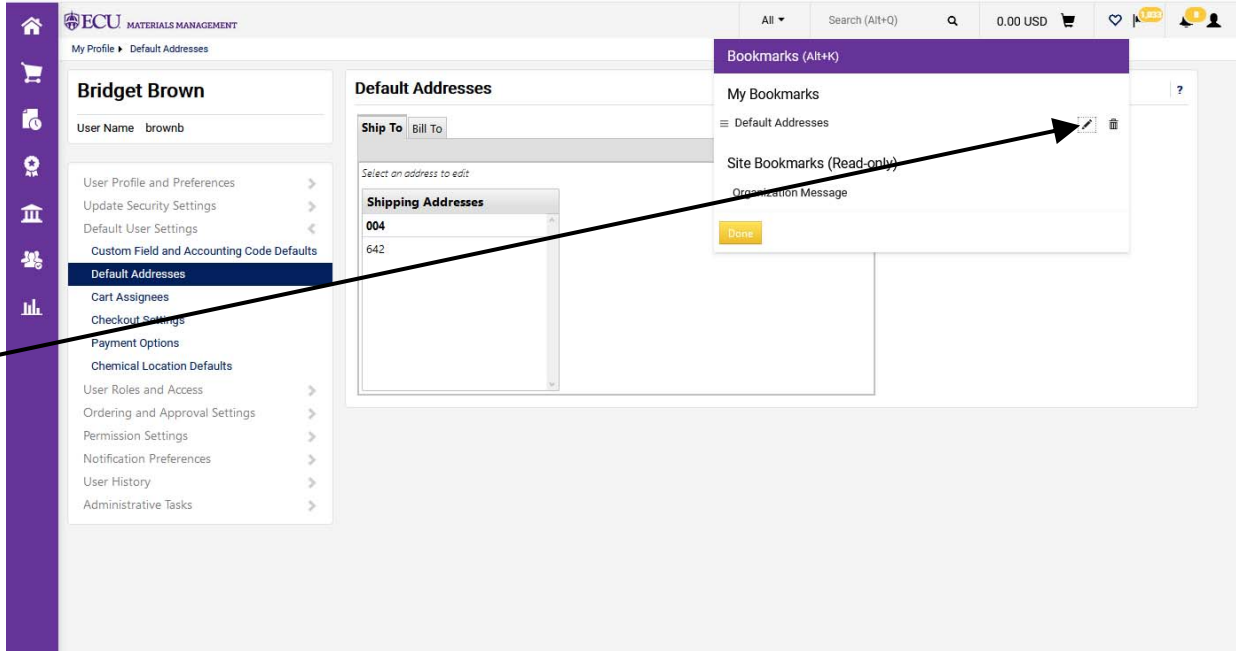 ECU MATERIALS MANAGEMENT
All Search (Alt+Q) 0.00 USD
My Profile Default Addresses
Bridget Brown
User Name brownb
User Profile and Preferences
Update Security Settings
Default User Settings
Custom Field and Accounting Code Defaults
Default Addresses
Cart Assignees
Checkout Settings
Payment Options
Chemical Location Defaults
User Roles and Access
Ordering and Approval Settings
Permission Settings
Notification Preferences
User History
Administrative Tasks
Default Addresses
?
Ship To Bill To
Select an address to edit
Shipping Addresses
004
642
Bookmarks (Alt+K)
My Bookmarks
Default Addresses
Site Bookmarks (Read-only)
Organization Message
Done